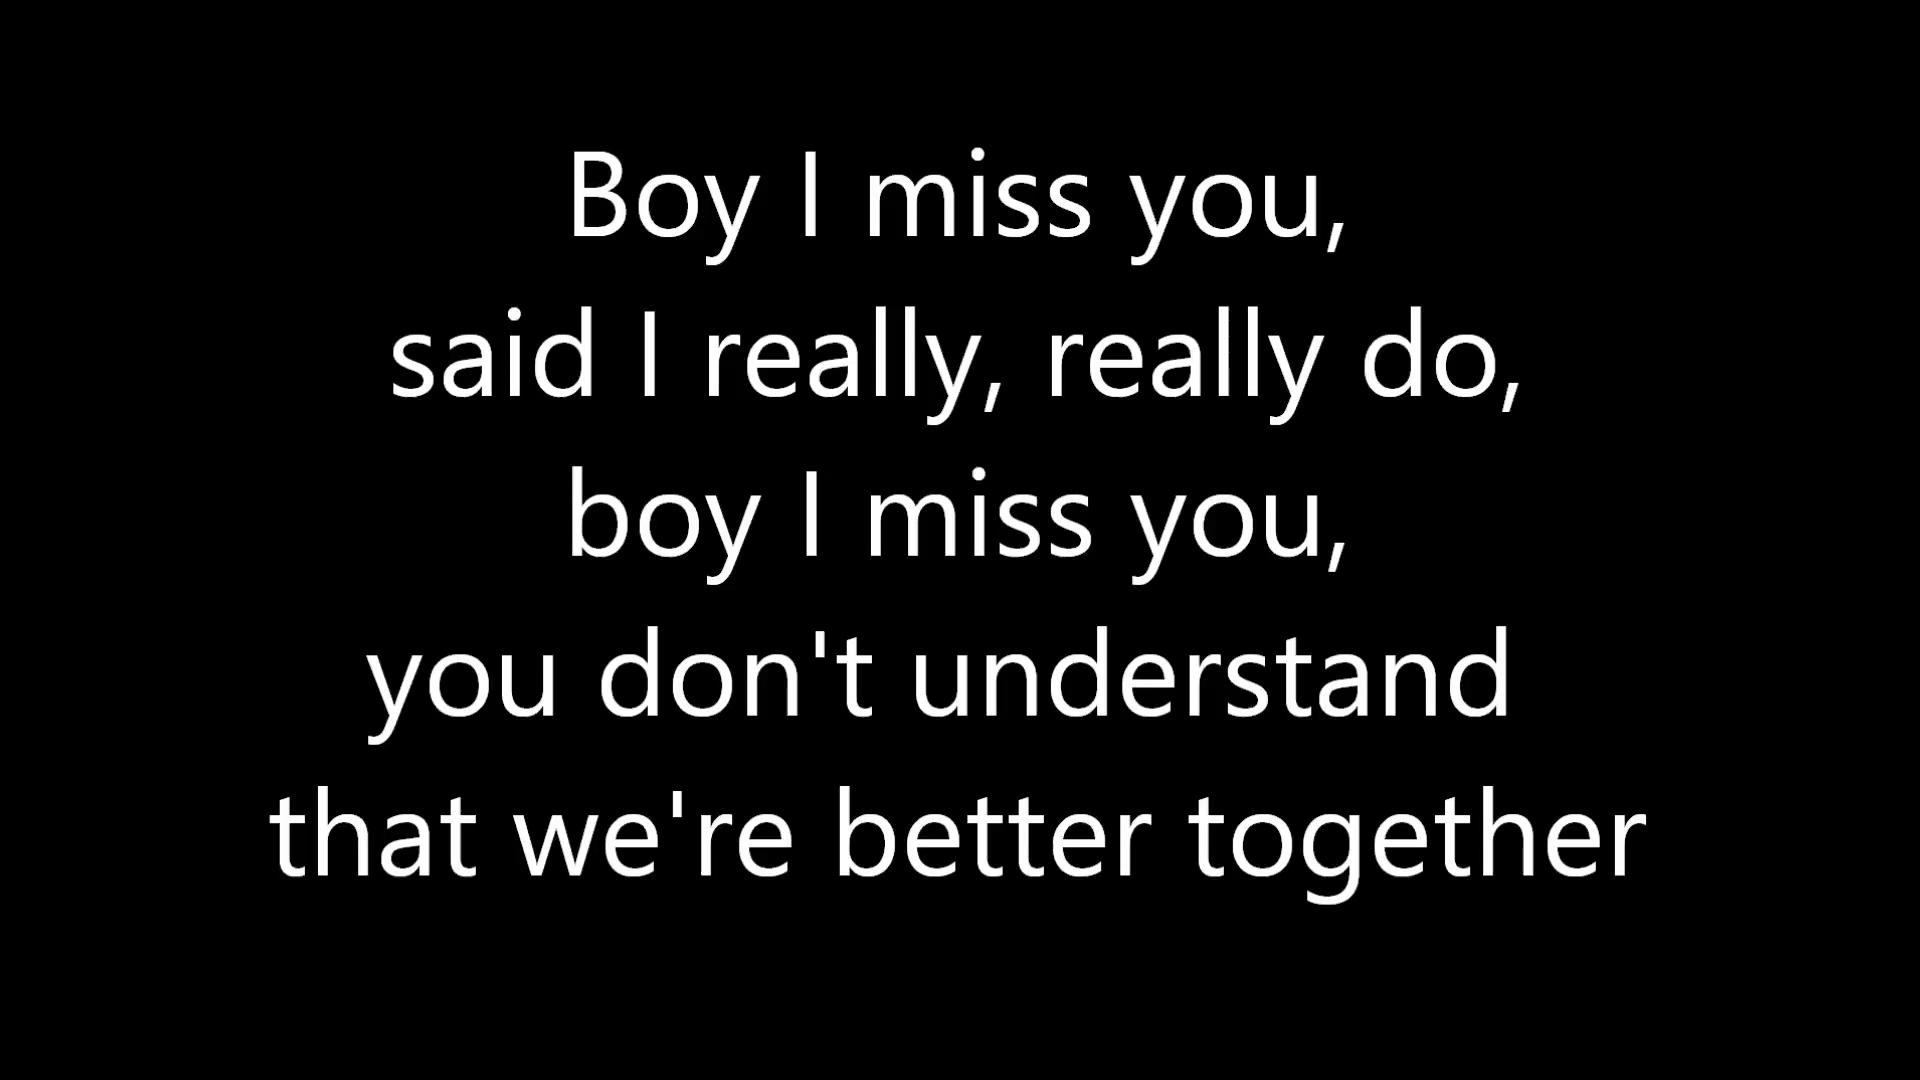 Boy I miss you,
said I really, really do,
boy I miss you,
you don't understand
that we're better together